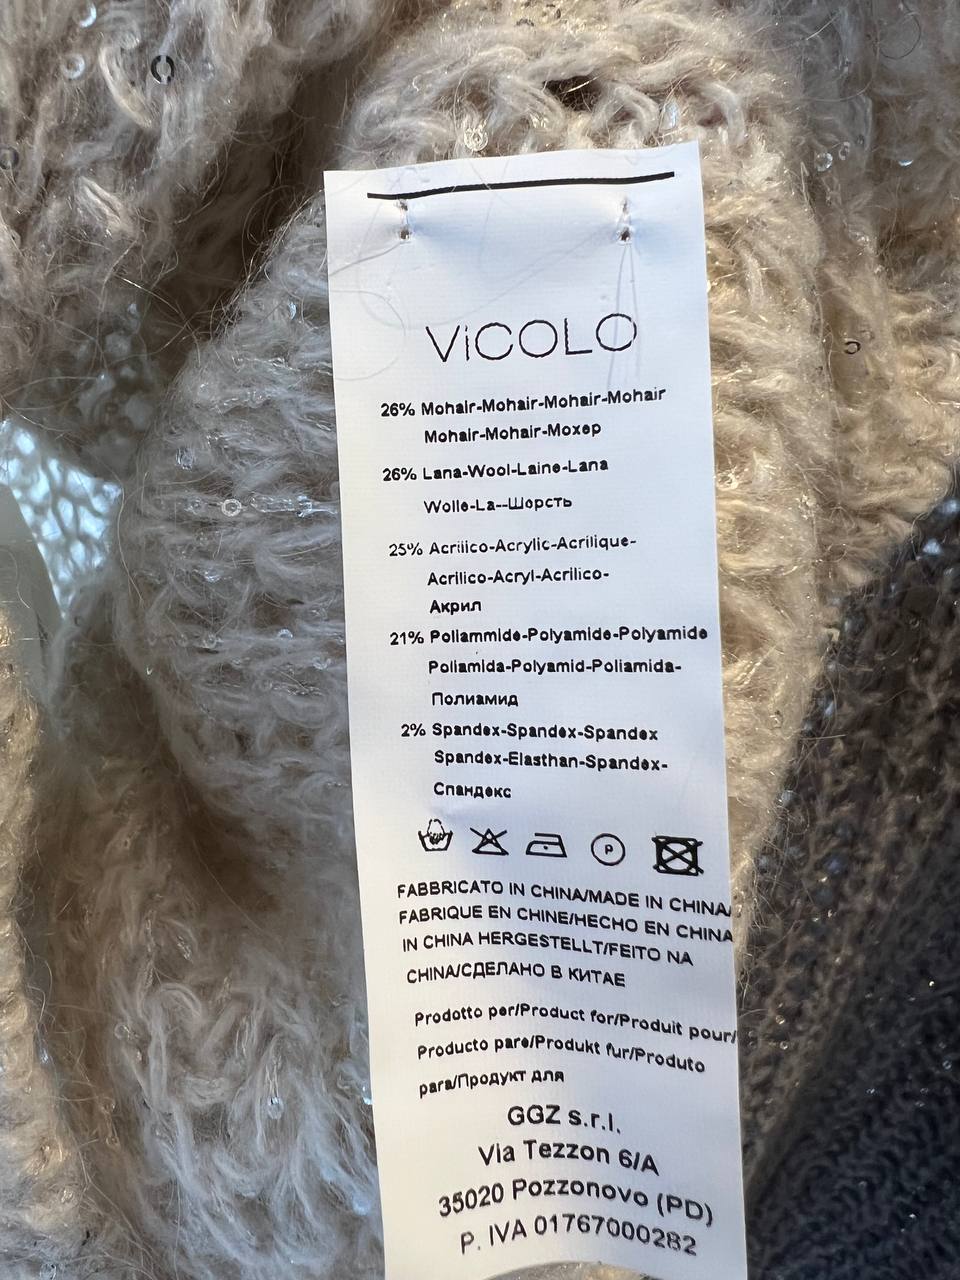 ViCOLO
26% Mohair-Mohair-Mohair-Mohair
Mohair-Mohair-Мохер
26% Lana-Wool-Laine-Lana
Wolle-La--Шорсть
25% Acriiico-Acrylic-Acrilique-
Acrilico-Acryl-Acrilico-
Акрил
21% Poliammide-Polyamide-Polyamide
Poliamida-Polyamid-Poliamida-
Полиамид
2% Spandex-Spandex-Spandex
Spandex-Elasthan-Spandex-
Спандекс
P
FABBRICATO IN CHINA/MADE IN CHINA/
FABRIQUE EN CHINE/HECHO EN CHINA
IN CHINA HERGESTELLT/FEITO NA
CHINA/СДЕЛАНО В КИТАЕ
Prodotto per/Product for/Produit pour/
Producto pare/Produkt fur/Produto
para/Продукт для
GGZ s.r.l.
Via Tezzon 6/A
35020 Pozzonovo (PD)
P. IVA 01767000282